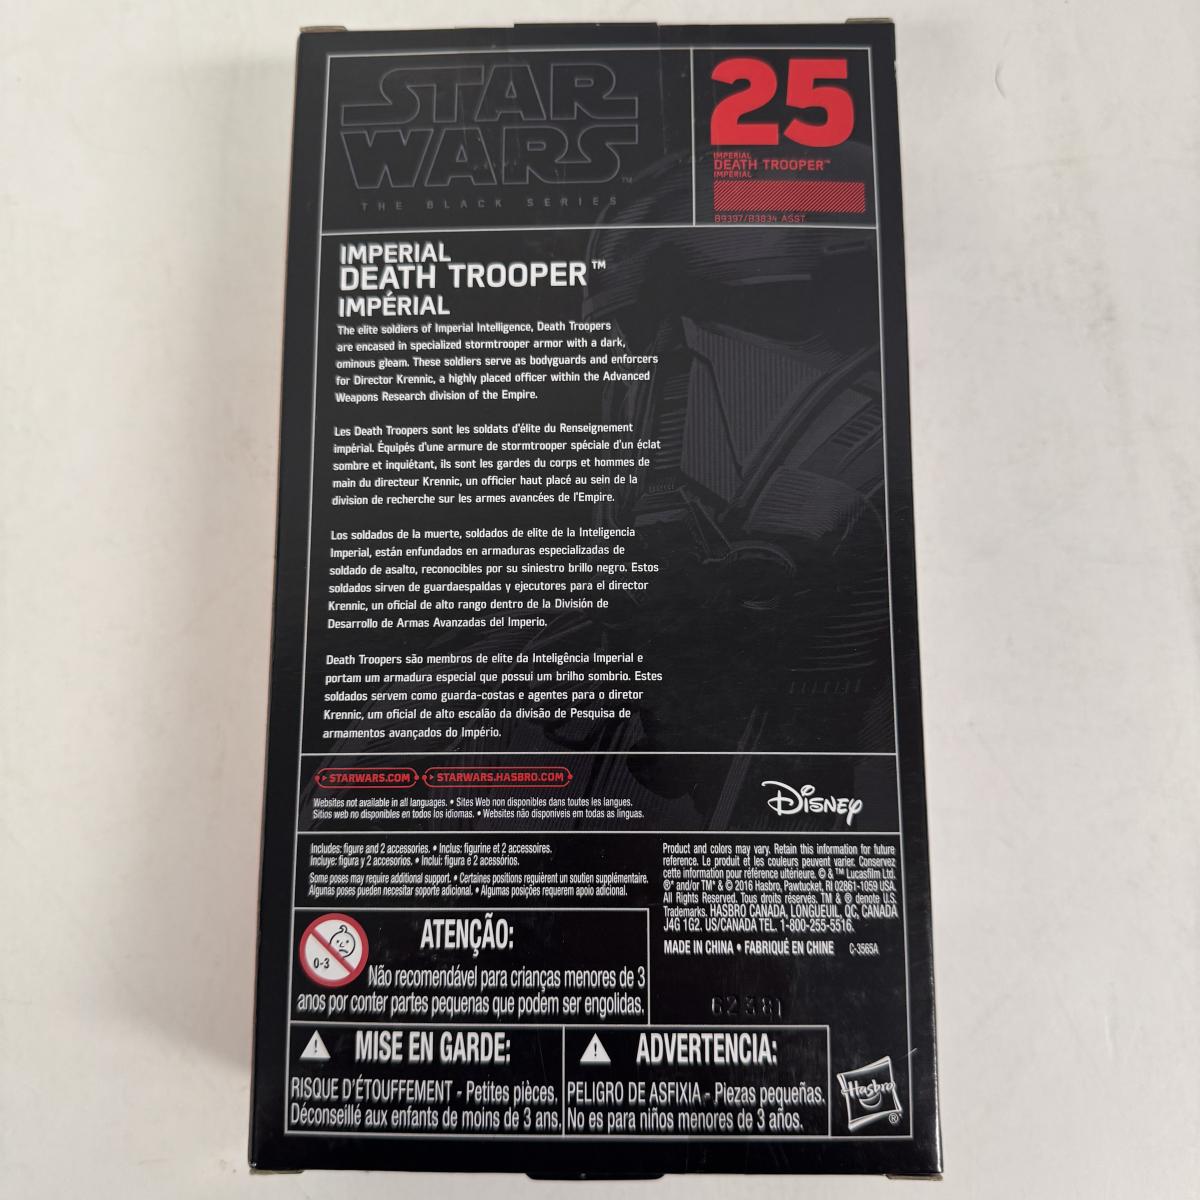 STAR
WARS
™
THE BLACK SERIES
25
IMPERIAL
DEATH TROOPER™
IMPÉRIAL
B9397/B3834 ASST.
IMPERIAL
DEATH TROOPER™
IMPÉRIAL
The elite soldiers of Imperial Intelligence, Death Troopers
are encased in specialized stormtrooper armor with a dark,
ominous gleam. These soldiers serve as bodyguards and enforcers
for Director Krennic, a highly placed officer within the Advanced
Weapons Research division of the Empire.
Les Death Troopers sont les soldats d'élite du Renseignement
impérial. Équipés d'une armure de stormtrooper spéciale d'un éclat
sombre et inquiétant, ils sont les gardes du corps et hommes de
main du directeur Krennic, un officier haut placé au sein de la
division de recherche sur les armes avancées de l'Empire.
Los soldados de la muerte, soldados de elite de la Inteligencia
Imperial, están enfundados en armaduras especializadas de
soldado de asalto, reconocibles por su siniestro brillo negro. Estos
soldados sirven de guardaespaldas y ejecutores para el director
Krennic, un oficial de alto rango dentro de la División de
Desarrollo de Armas Avanzadas del Imperio.
Death Troopers são membros de elite da Inteligência Imperial e
portam um armadura especial que possui um brilho sombrio. Estes
soldados servem como guarda-costas e agentes para o diretor
Krennic, um oficial de alto escalão da divisão de Pesquisa de
armamentos avançados do Império.
STARWARS.COM STARWARS.HASBRO.COM
Websites not available in all languages. • Sites Web non disponibles dans toutes les langues.
Sitios web no disponibles en todos los idiomas. • Websites não disponíveis em todas as línguas.
Disney
Includes: figure and 2 accessories. • Inclus: figurine et 2 accessoires.
Incluye: figura y 2 accesorios. • Inclui: figura e 2 acessórios.
Some poses may require additional support. • Certaines positions requièrent un soutien supplémentaire.
Algunas poses pueden necesitar soporte adicional. • Algumas posições requerem apoio adicional.
Product and colors may vary. Retain this information for future
reference. Le produit et les couleurs peuvent varier. Conservez
cette information pour référence ultérieure. © & ™ Lucasfilm Ltd.
®* and/or TM* & © 2016 Hasbro, Pawtucket, RI 02861-1059 USA.
All Rights Reserved. Tous droits réservés. TM & ® denote U.S.
Trademarks. HASBRO CANADA, LONGUEUIL, QC, CANADA
J4G 1G2. US/CANADA TEL. 1-800-255-5516.
MADE IN CHINA • FABRIQUÉ EN CHINE C-3565A
62381
0-3
ATENÇÃO:
Não recomendável para crianças menores de 3
anos por conter partes pequenas que podem ser engolidas.
MISE EN GARDE:
RISQUE D'ÉTOUFFEMENT - Petites pièces.
Déconseillé aux enfants de moins de 3 ans.
ADVERTENCIA:
PELIGRO DE ASFIXIA - Piezas pequeñas.
No es para niños menores de 3 años.
Hasbro
®